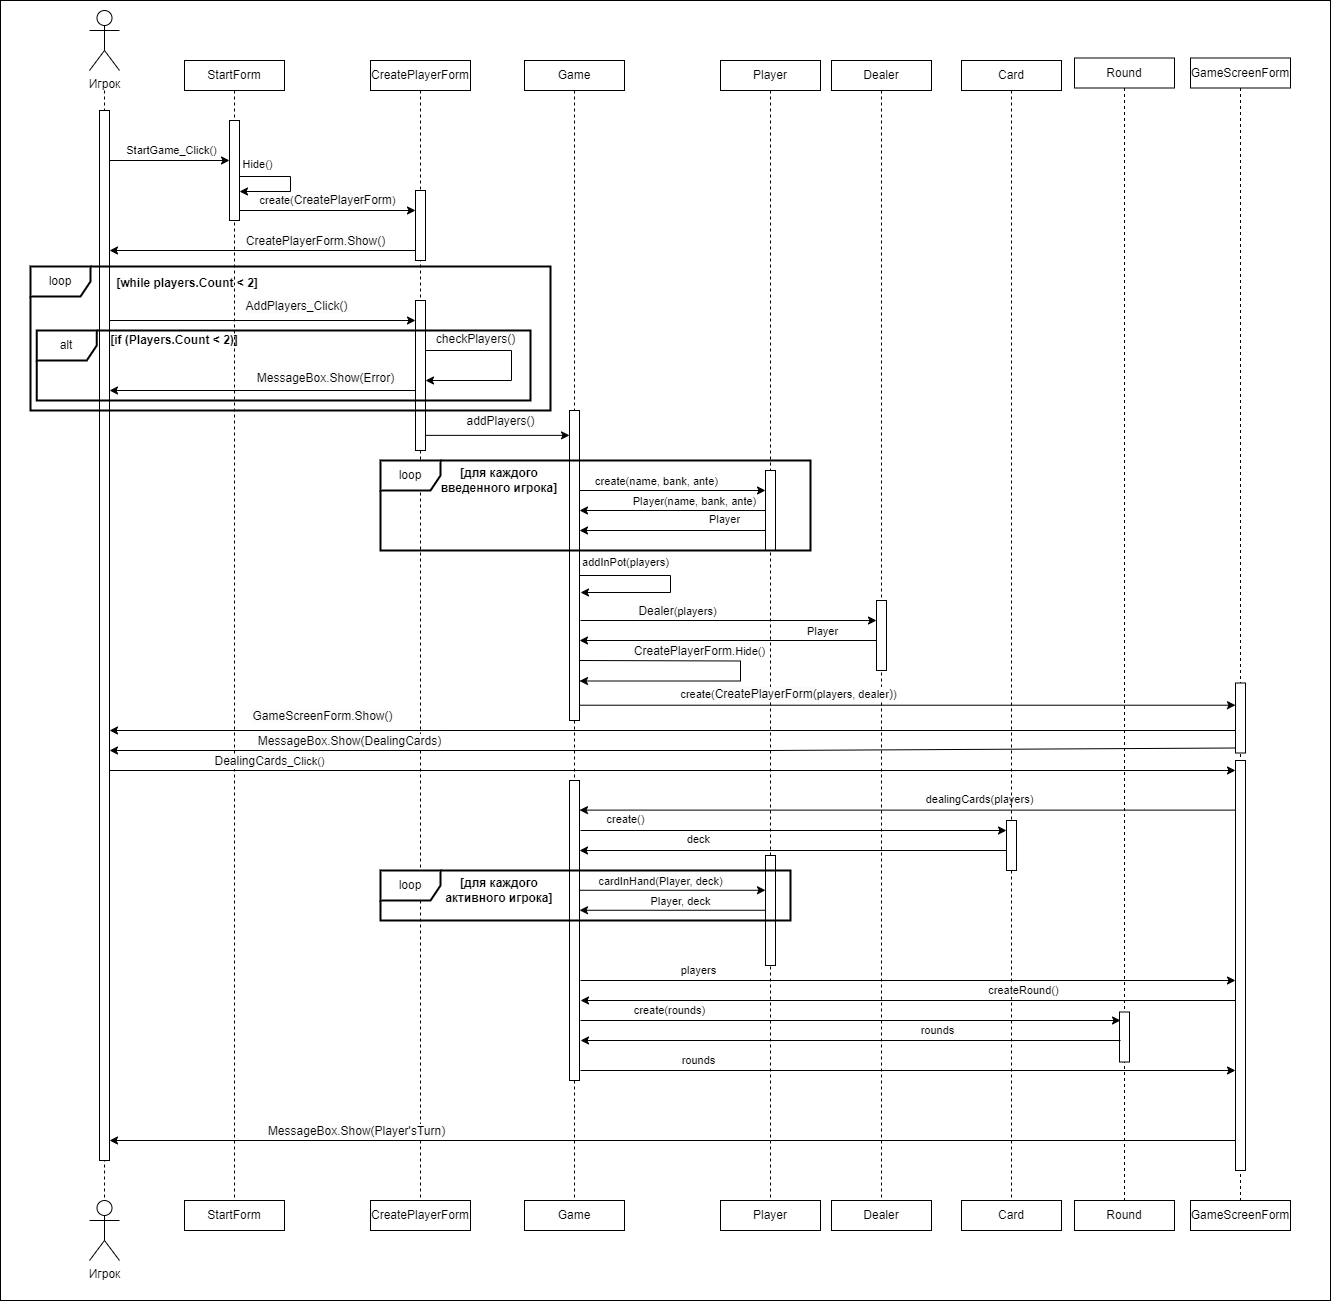 Игрок
StartForm
CreatePlayerForm
Game
Player
Dealer
Card
Round
GameScreenForm
StartGame_Click()
Hide()
create(CreatePlayerForm)
CreatePlayerForm.Show()
loop
[while players.Count < 2]
AddPlayers_Click()
alt
[if (Players.Count < 2)]
checkPlayers()
MessageBox.Show(Error)
addPlayers()
loop
[для каждого
введенного игрока]
create(name, bank, ante)
Player(name, bank, ante)
Player
addInPot(players)
Dealer(players)
Player
CreatePlayerForm.Hide()
create(CreatePlayerForm(players, dealer))
GameScreenForm.Show()
MessageBox.Show(DealingCards)
DealingCards_Click()
dealingCards(players)
create()
deck
loop
[для каждого
активного игрока]
cardInHand(Player, deck)
Player, deck
players
createRound()
create(rounds)
rounds
rounds
MessageBox.Show(Player'sTurn)
StartForm
CreatePlayerForm
Game
Player
Dealer
Card
Round
GameScreenForm
Игрок